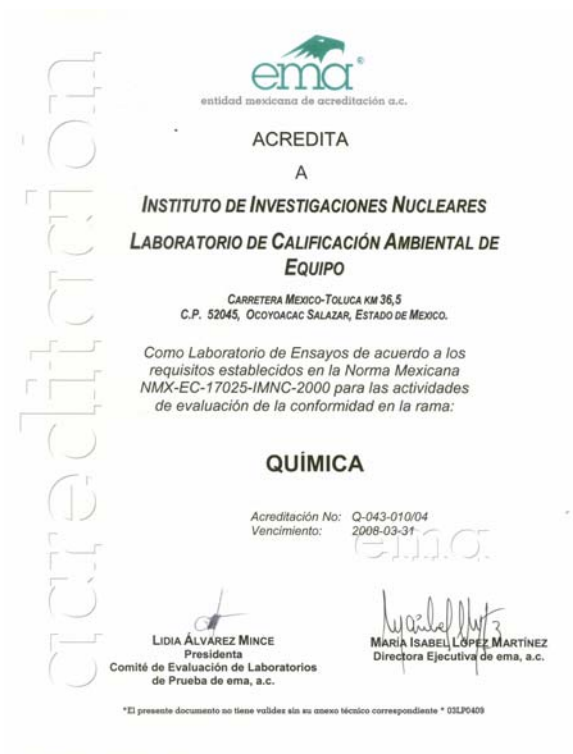 acreditación
ema®
entidad mexicana de acreditación a.c.
ACREDITA
A
INSTITUTO DE INVESTIGACIONES NUCLEARES
LABORATORIO DE CALIFICACIÓN AMBIENTAL DE
EQUIPO
CARRETERA MEXICO-TOLUCA KM 36,5
C.P. 52045, OCOYOACAC SALAZAR, ESTADO DE MEXICO.
Como Laboratorio de Ensayos de acuerdo a los
requisitos establecidos en la Norma Mexicana
NMX-EC-17025-IMNC-2000 para las actividades
de evaluación de la conformidad en la rama:
QUÍMICA
Acreditación No: Q-043-010/04
Vencimiento: 2008-03-31
ema
LIDIA ÁLVAREZ MINCE
Presidenta
Comité de Evaluación de Laboratorios
de Prueba de ema, a.c.
MARÍA ISABEL LÓPEZ MARTÍNEZ
Directora Ejecutiva de ema, a.c.
*El presente documento no tiene validez sin su anexo técnico correspondiente * 03LP0409